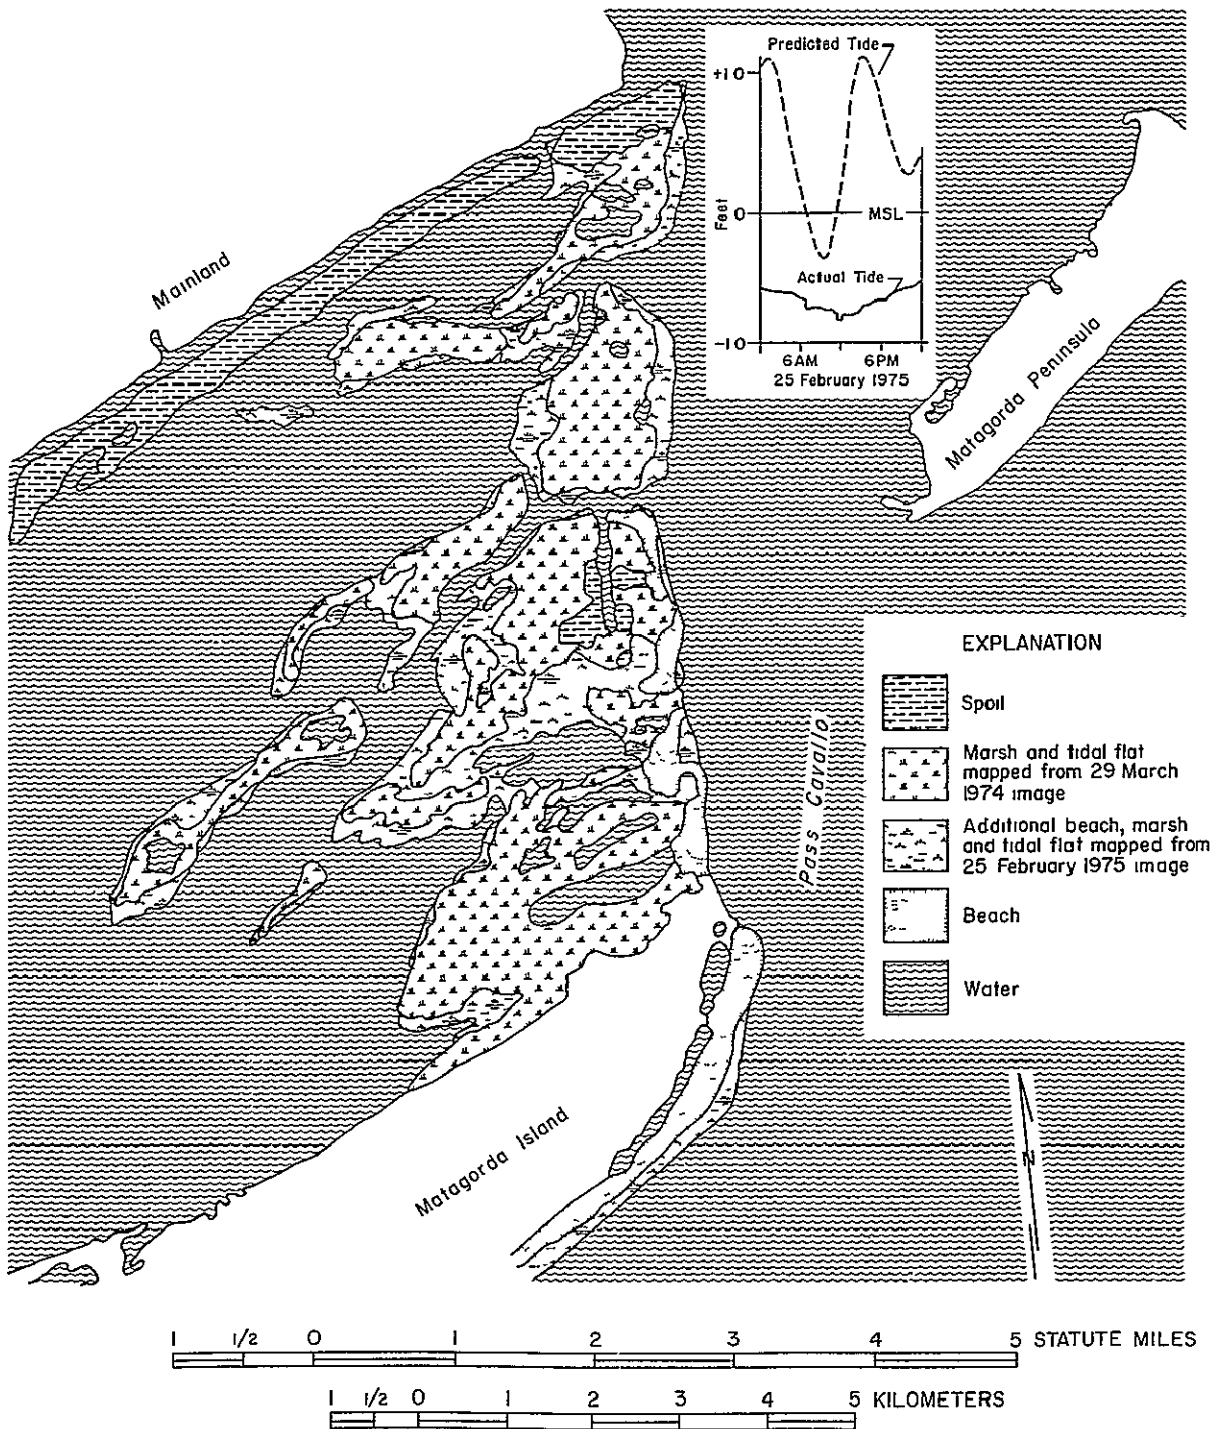 Predicted Tide
+10
Feet
0
MSL
Actual Tide
-10
6AM
6PM
25 February 1975
Mainland
Matagorda Peninsula
Pass Cavallo
Matagorda Island
EXPLANATION
Spoil
Marsh and tidal flat
mapped from 29 March
1974 image
Additional beach, marsh
and tidal flat mapped from
25 February 1975 image
Beach
Water
N
1 1/2 0 1 2 3 4 5 STATUTE MILES
1 1/2 0 1 2 3 4 5 KILOMETERS